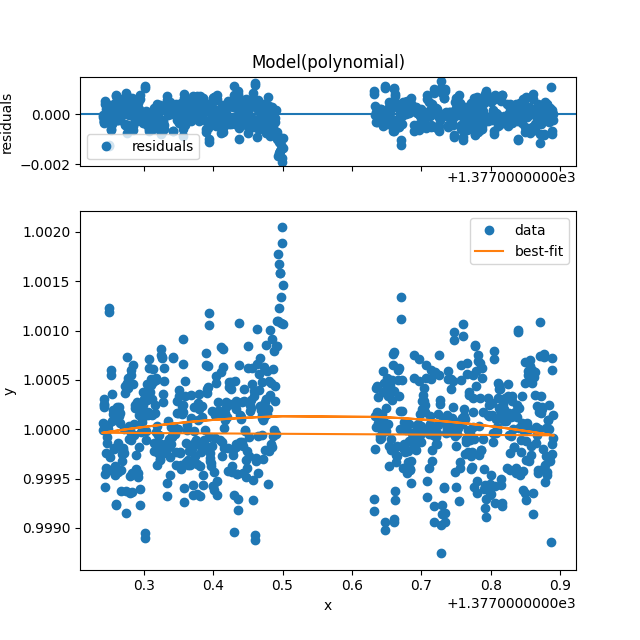 Model(polynomial)
residuals
0.000
−0.002
residuals
+1.3770000000e3
y
1.0020
1.0015
1.0010
1.0005
1.0000
0.9995
0.9990
data
best-fit
0.3 0.4 0.5 0.6 0.7 0.8 0.9
x
+1.3770000000e3